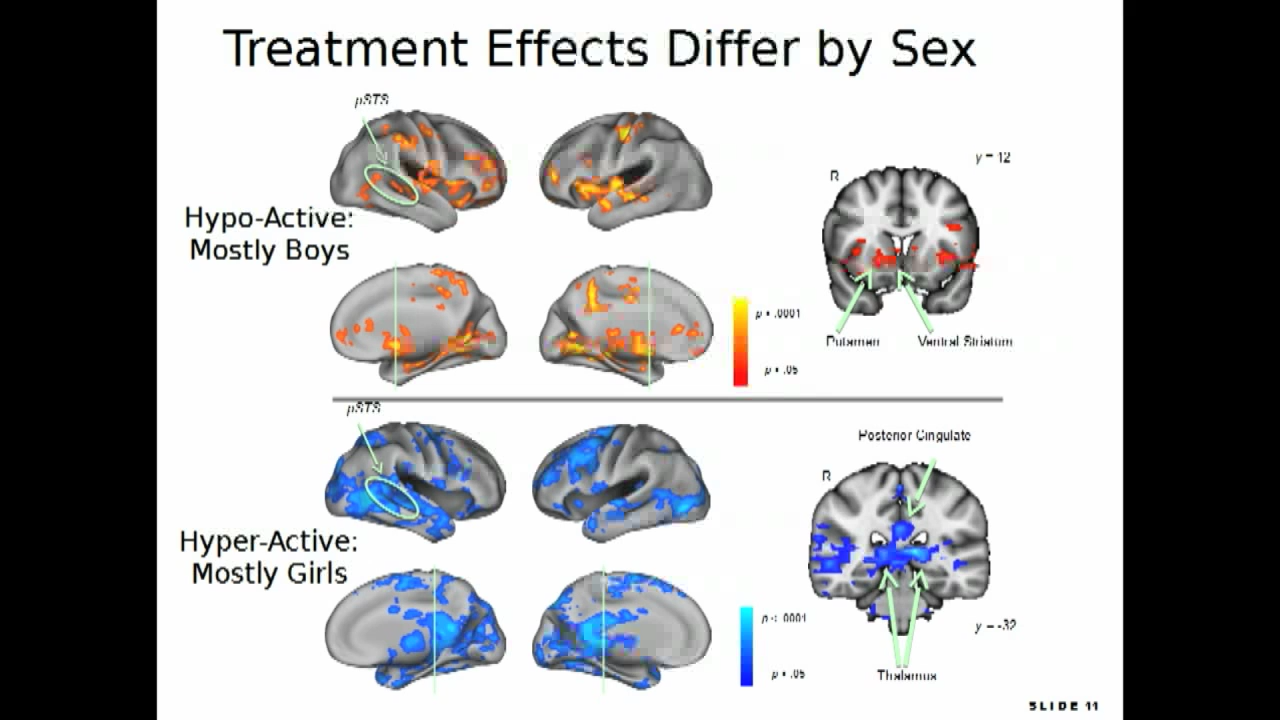 Treatment Effects Differ by Sex
pSTS
y = 12
R
Hypo-Active:
Mostly Boys
p < .0001
Putamen
Ventral Striatum
p < .05
pSTS
Posterior Cingulate
R
Hyper-Active:
Mostly Girls
p < .0001
y = -32
p < .05
Thalamus
SLIDE 11